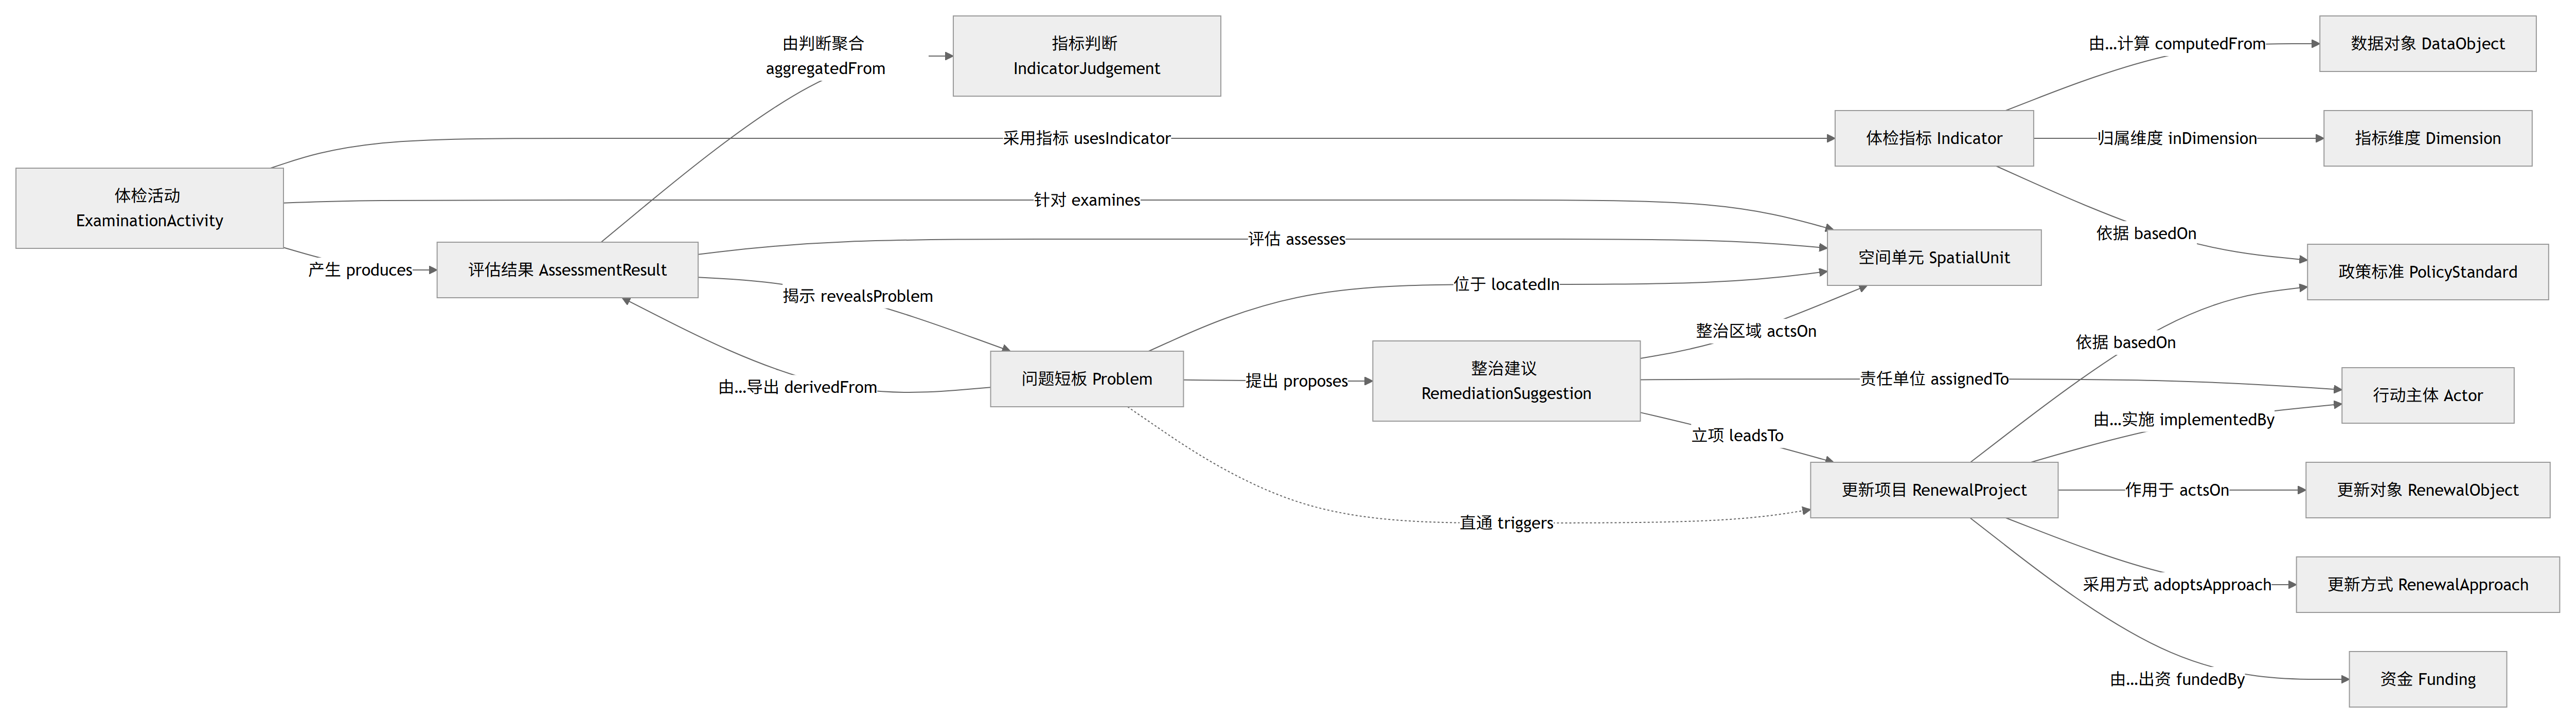 由判断聚合
aggregatedFrom
指标判断
IndicatorJudgement
由...计算 computedFrom
数据对象 DataObject
采用指标 usesIndicator
体检指标 Indicator
归属维度 inDimension
指标维度 Dimension
体检活动
ExaminationActivity
针对 examines
依据 basedOn
评估 assesses
空间单元 SpatialUnit
政策标准 PolicyStandard
产生 produces
评估结果 AssessmentResult
揭示 revealsProblem
位于 locatedIn
整治区域 actsOn
依据 basedOn
由...导出 derivedFrom
问题短板 Problem
提出 proposes
整治建议
RemediationSuggestion
责任单位 assignedTo
行动主体 Actor
立项 leadsTo
由...实施 implementedBy
直通 triggers
更新项目 RenewalProject
作用于 actsOn
更新对象 RenewalObject
采用方式 adoptsApproach
更新方式 RenewalApproach
由...出资 fundedBy
资金 Funding